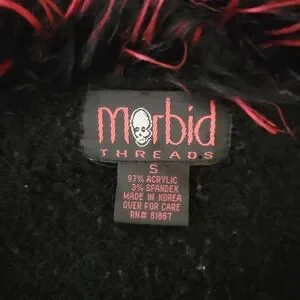 Morbid
THREADS
S
97% ACRYLIC
3% SPANDEX
MADE IN KOREA
OVER FOR CARE
RN# 81867